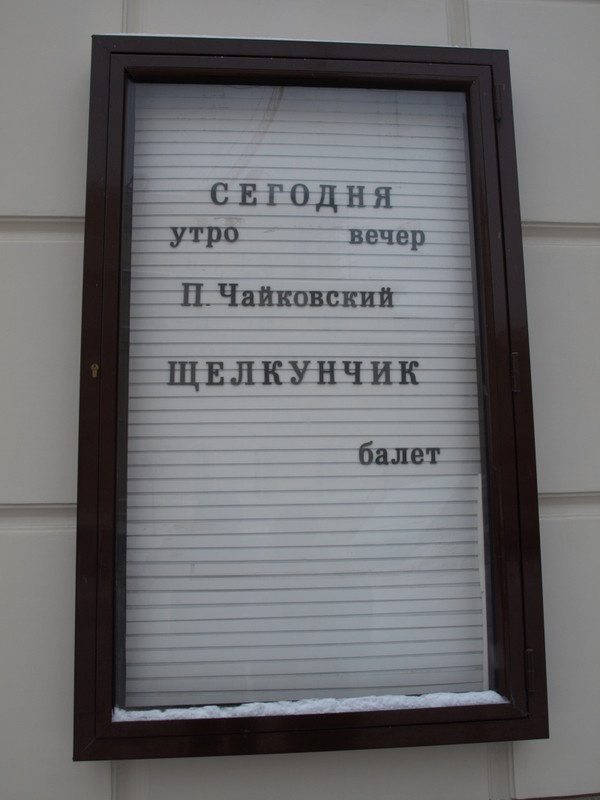 СЕГОДНЯ
утро вечер
П. Чайковский
ЩЕЛКУНЧИК
балет